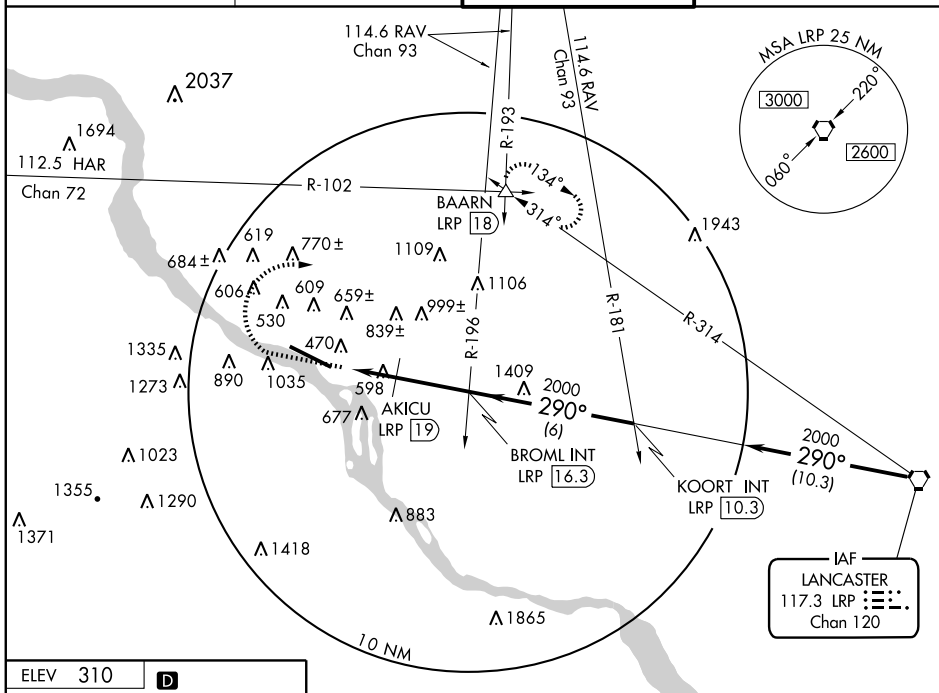 114.6 RAV
Chan 93
114.6 RAV
Chan 93
MSA LRP 25 NM
220°
3000
2600
060°
2037
1694
112.5 HAR
Chan 72
R-102
R-193
134°
314°
BAARN
LRP 18
1943
619
770±
684±
1109
1106
606
609
659±
999±
530
839±
R-196
R-181
R-314
470
1335
1273
890
1035
598
1409
2000
290°
(6)
677
AKICU
LRP 19
2000
290°
(10.3)
BROML INT
LRP 16.3
KOORT INT
LRP 10.3
1023
1355
1290
1371
883
1418
IAF
LANCASTER
117.3 LRP
Chan 120
1865
10 NM
ELEV 310 D